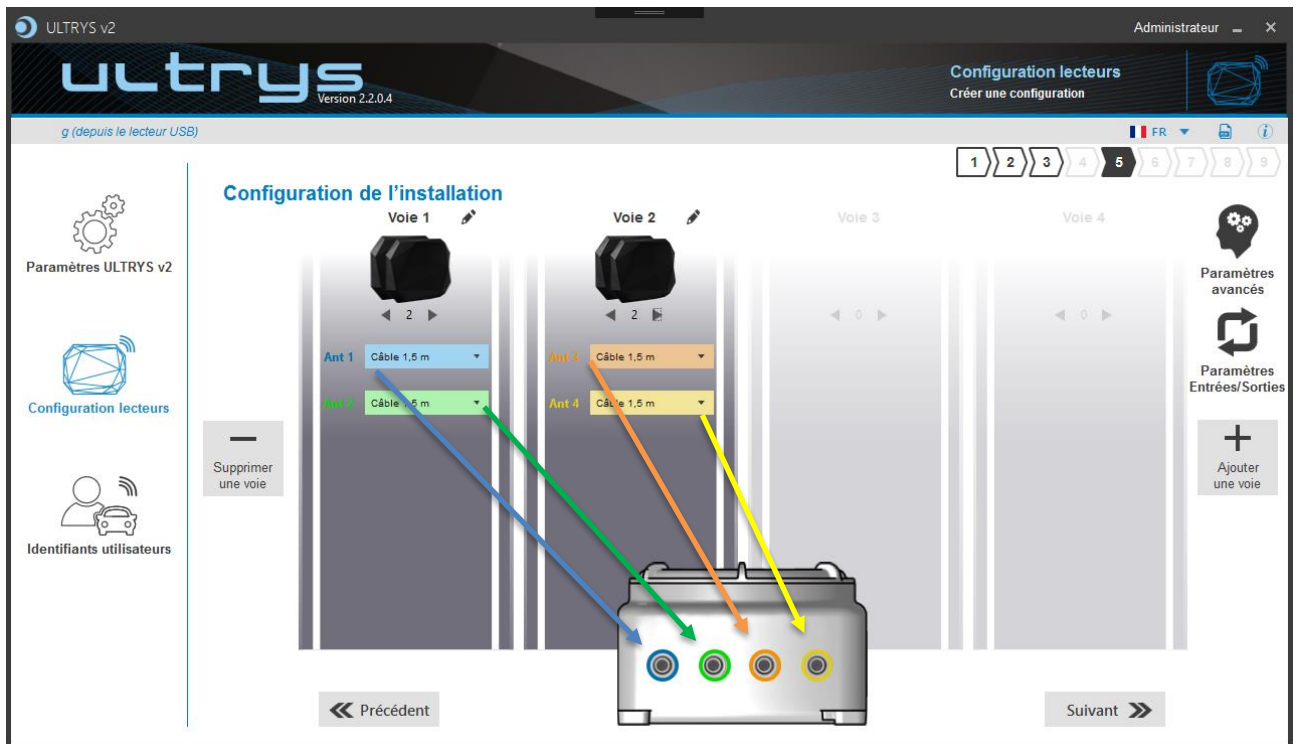 ULTRYS v2
Administrateur
ultrys
Version 2.2.0.4
Configuration lecteurs
Créer une configuration
g (depuis le lecteur USB)
FR
1 2 3 4 5 6 7 8 9
Configuration de l'installation
Voie 1
Voie 2
Voie 3
Voie 4
2
2
0
0
Ant 1 Câble 1,5 m
Ant 3 Câble 1,5 m
Ant 2 Câble 1,5 m
Ant 4 Câble 1,5 m
Paramètres ULTRYS v2
Configuration lecteurs
Identifiants utilisateurs
Supprimer
une voie
Paramètres
avancés
Paramètres
Entrées/Sorties
Ajouter
une voie
Précédent
Suivant